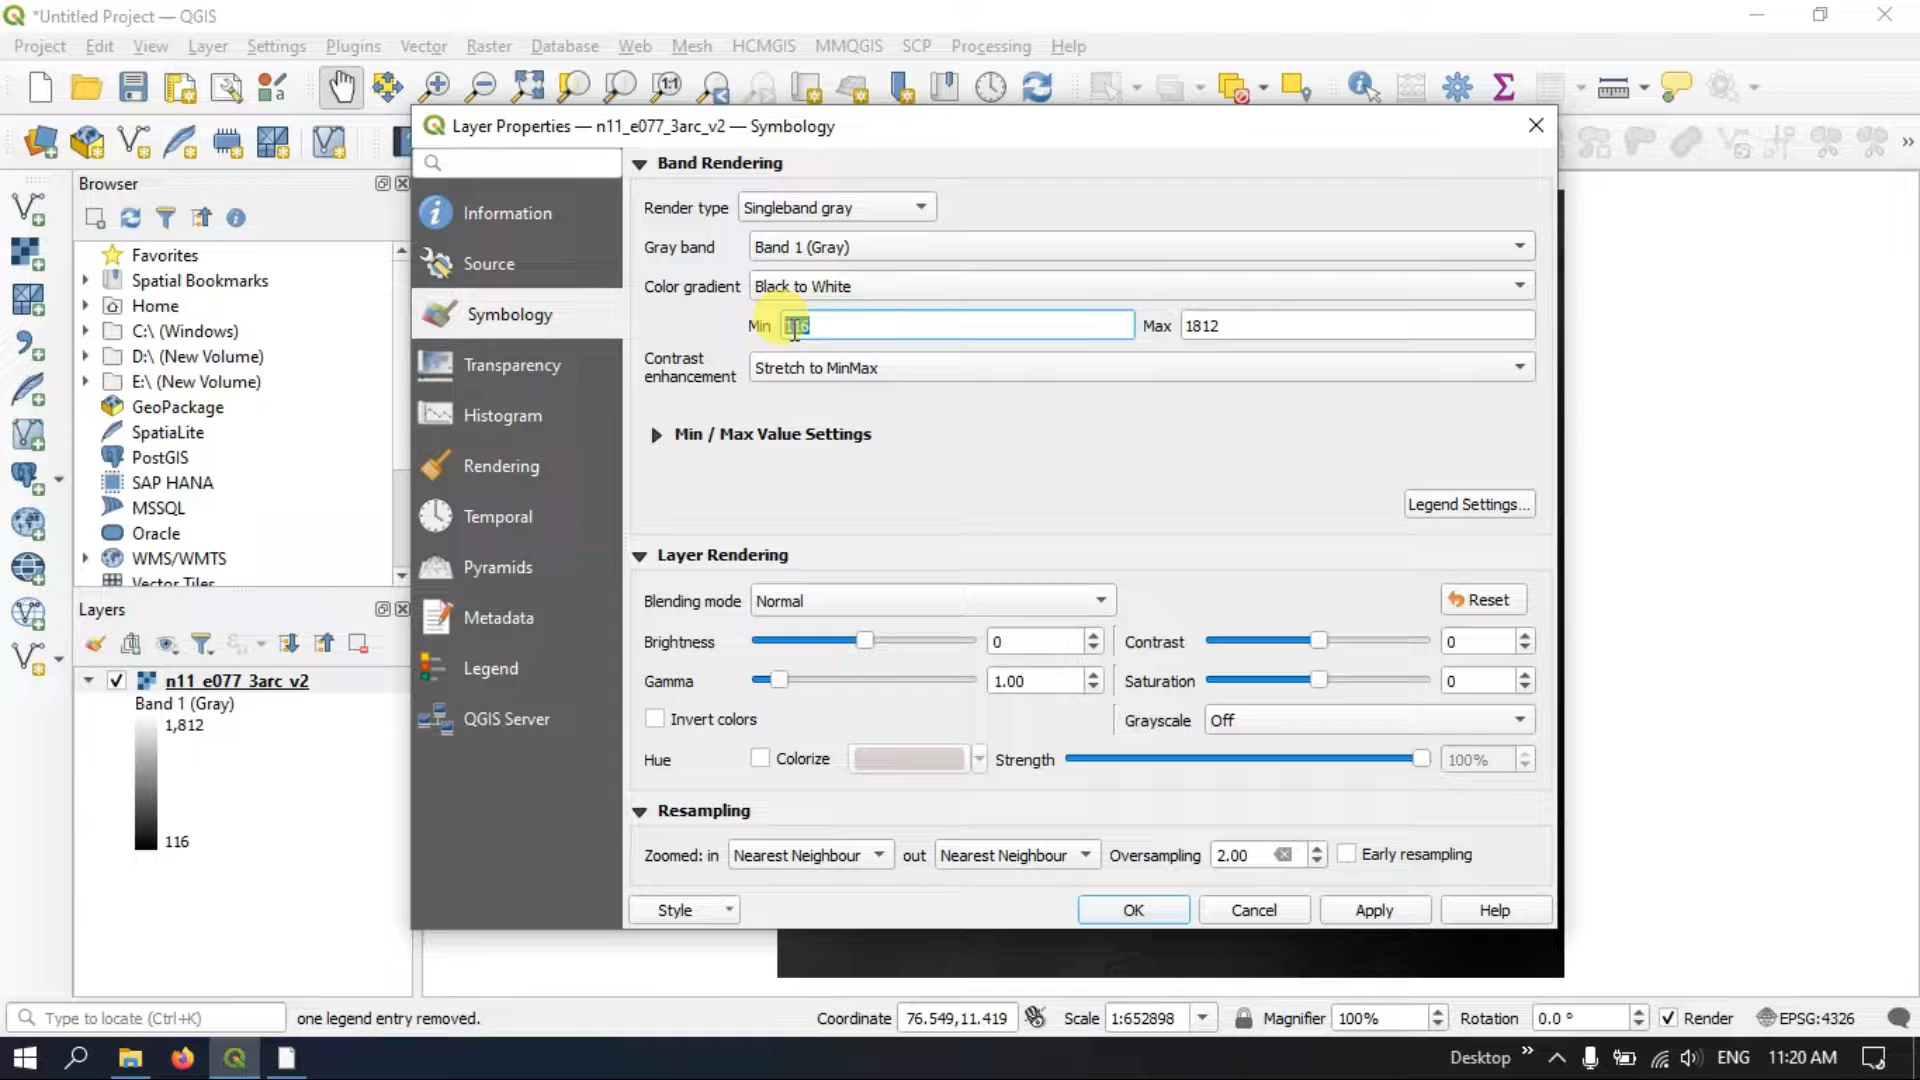 *Untitled Project — QGIS
Project Edit View Layer Settings Plugins Vector Raster Database Web Mesh HCMGIS MMQGIS SCP Processing Help
Layer Properties — n11_e077_3arc_v2 — Symbology
Browser
Favorites
Spatial Bookmarks
Home
C:\ (Windows)
D:\ (New Volume)
E:\ (New Volume)
GeoPackage
SpatiaLite
PostGIS
SAP HANA
MSSQL
Oracle
WMS/WMTS
Vector Tiles
Layers
n11_e077_3arc_v2
Band 1 (Gray)
1,812
116
Information
Source
Symbology
Transparency
Histogram
Rendering
Temporal
Pyramids
Metadata
Legend
QGIS Server
Band Rendering
Render type Singleband gray
Gray band Band 1 (Gray)
Color gradient Black to White
Min 116 Max 1812
Contrast
enhancement Stretch to MinMax
Min / Max Value Settings
Legend Settings...
Layer Rendering
Blending mode Normal Reset
Brightness 0 Contrast 0
Gamma 1.00 Saturation 0
Invert colors Grayscale Off
Hue Colorize Strength 100%
Resampling
Zoomed: in Nearest Neighbour out Nearest Neighbour Oversampling 2.00 Early resampling
Style OK Cancel Apply Help
Type to locate (Ctrl+K) one legend entry removed. Coordinate 76.549,11.419 Scale 1:652898 Magnifier 100% Rotation 0.0 ° Render EPSG:4326
Desktop » ENG 11:20 AM